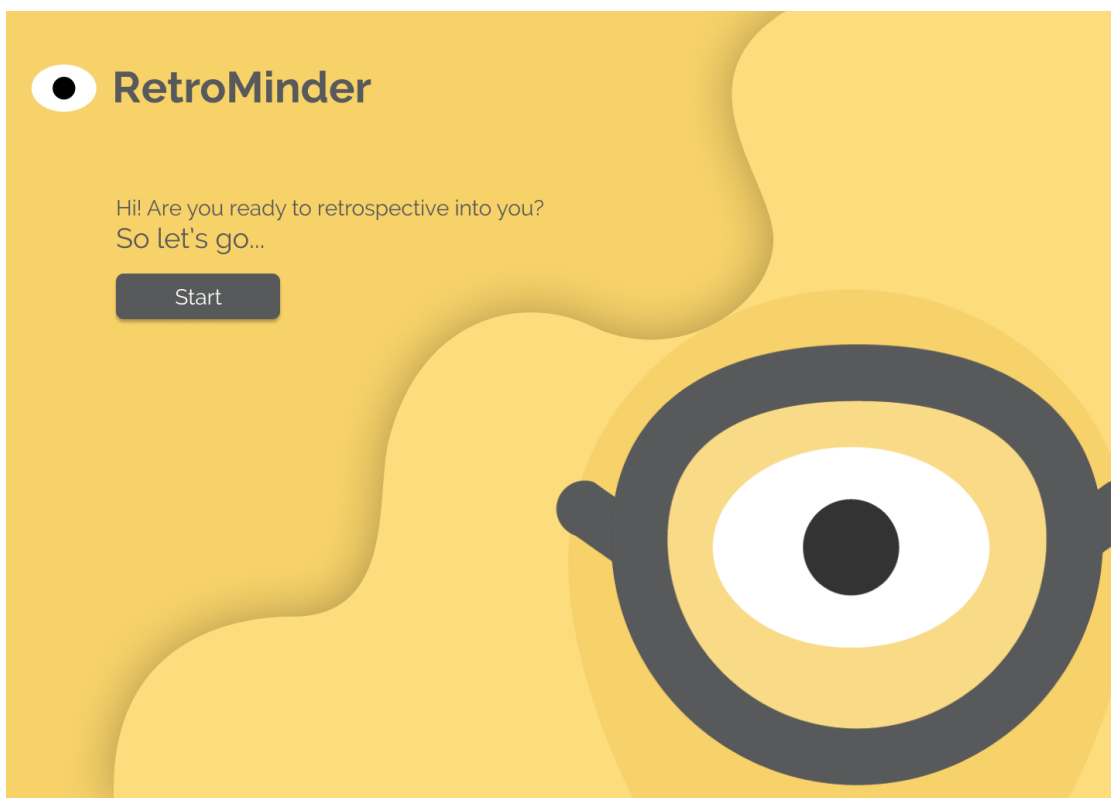 RetroMinder
Hi! Are you ready to retrospective into you?
So let's go...
Start